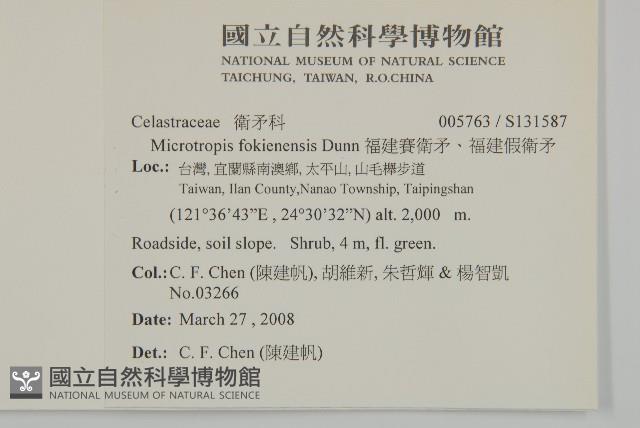 國立自然科學博物館
NATIONAL MUSEUM OF NATURAL SCIENCE
TAICHUNG, TAIWAN, R.O.CHINA
Celastraceae 衛矛科 005763 / S131587
Microtropis fokienensis Dunn 福建賽衛矛、福建假衛矛
Loc.: 台灣, 宜蘭縣南澳鄉, 太平山, 山毛櫸步道
Taiwan, Ilan County,Nanao Township, Taipingshan
(121°36'43”E , 24°30'32”N) alt. 2,000 m.
Roadside, soil slope. Shrub, 4 m, fl. green.
Col.: C. F. Chen (陳建帆), 胡維新, 朱哲輝 & 楊智凱
No.03266
Date: March 27 , 2008
Det.: C. F. Chen (陳建帆)
國立自然科學博物館
NATIONAL MUSEUM OF NATURAL SCIENCE